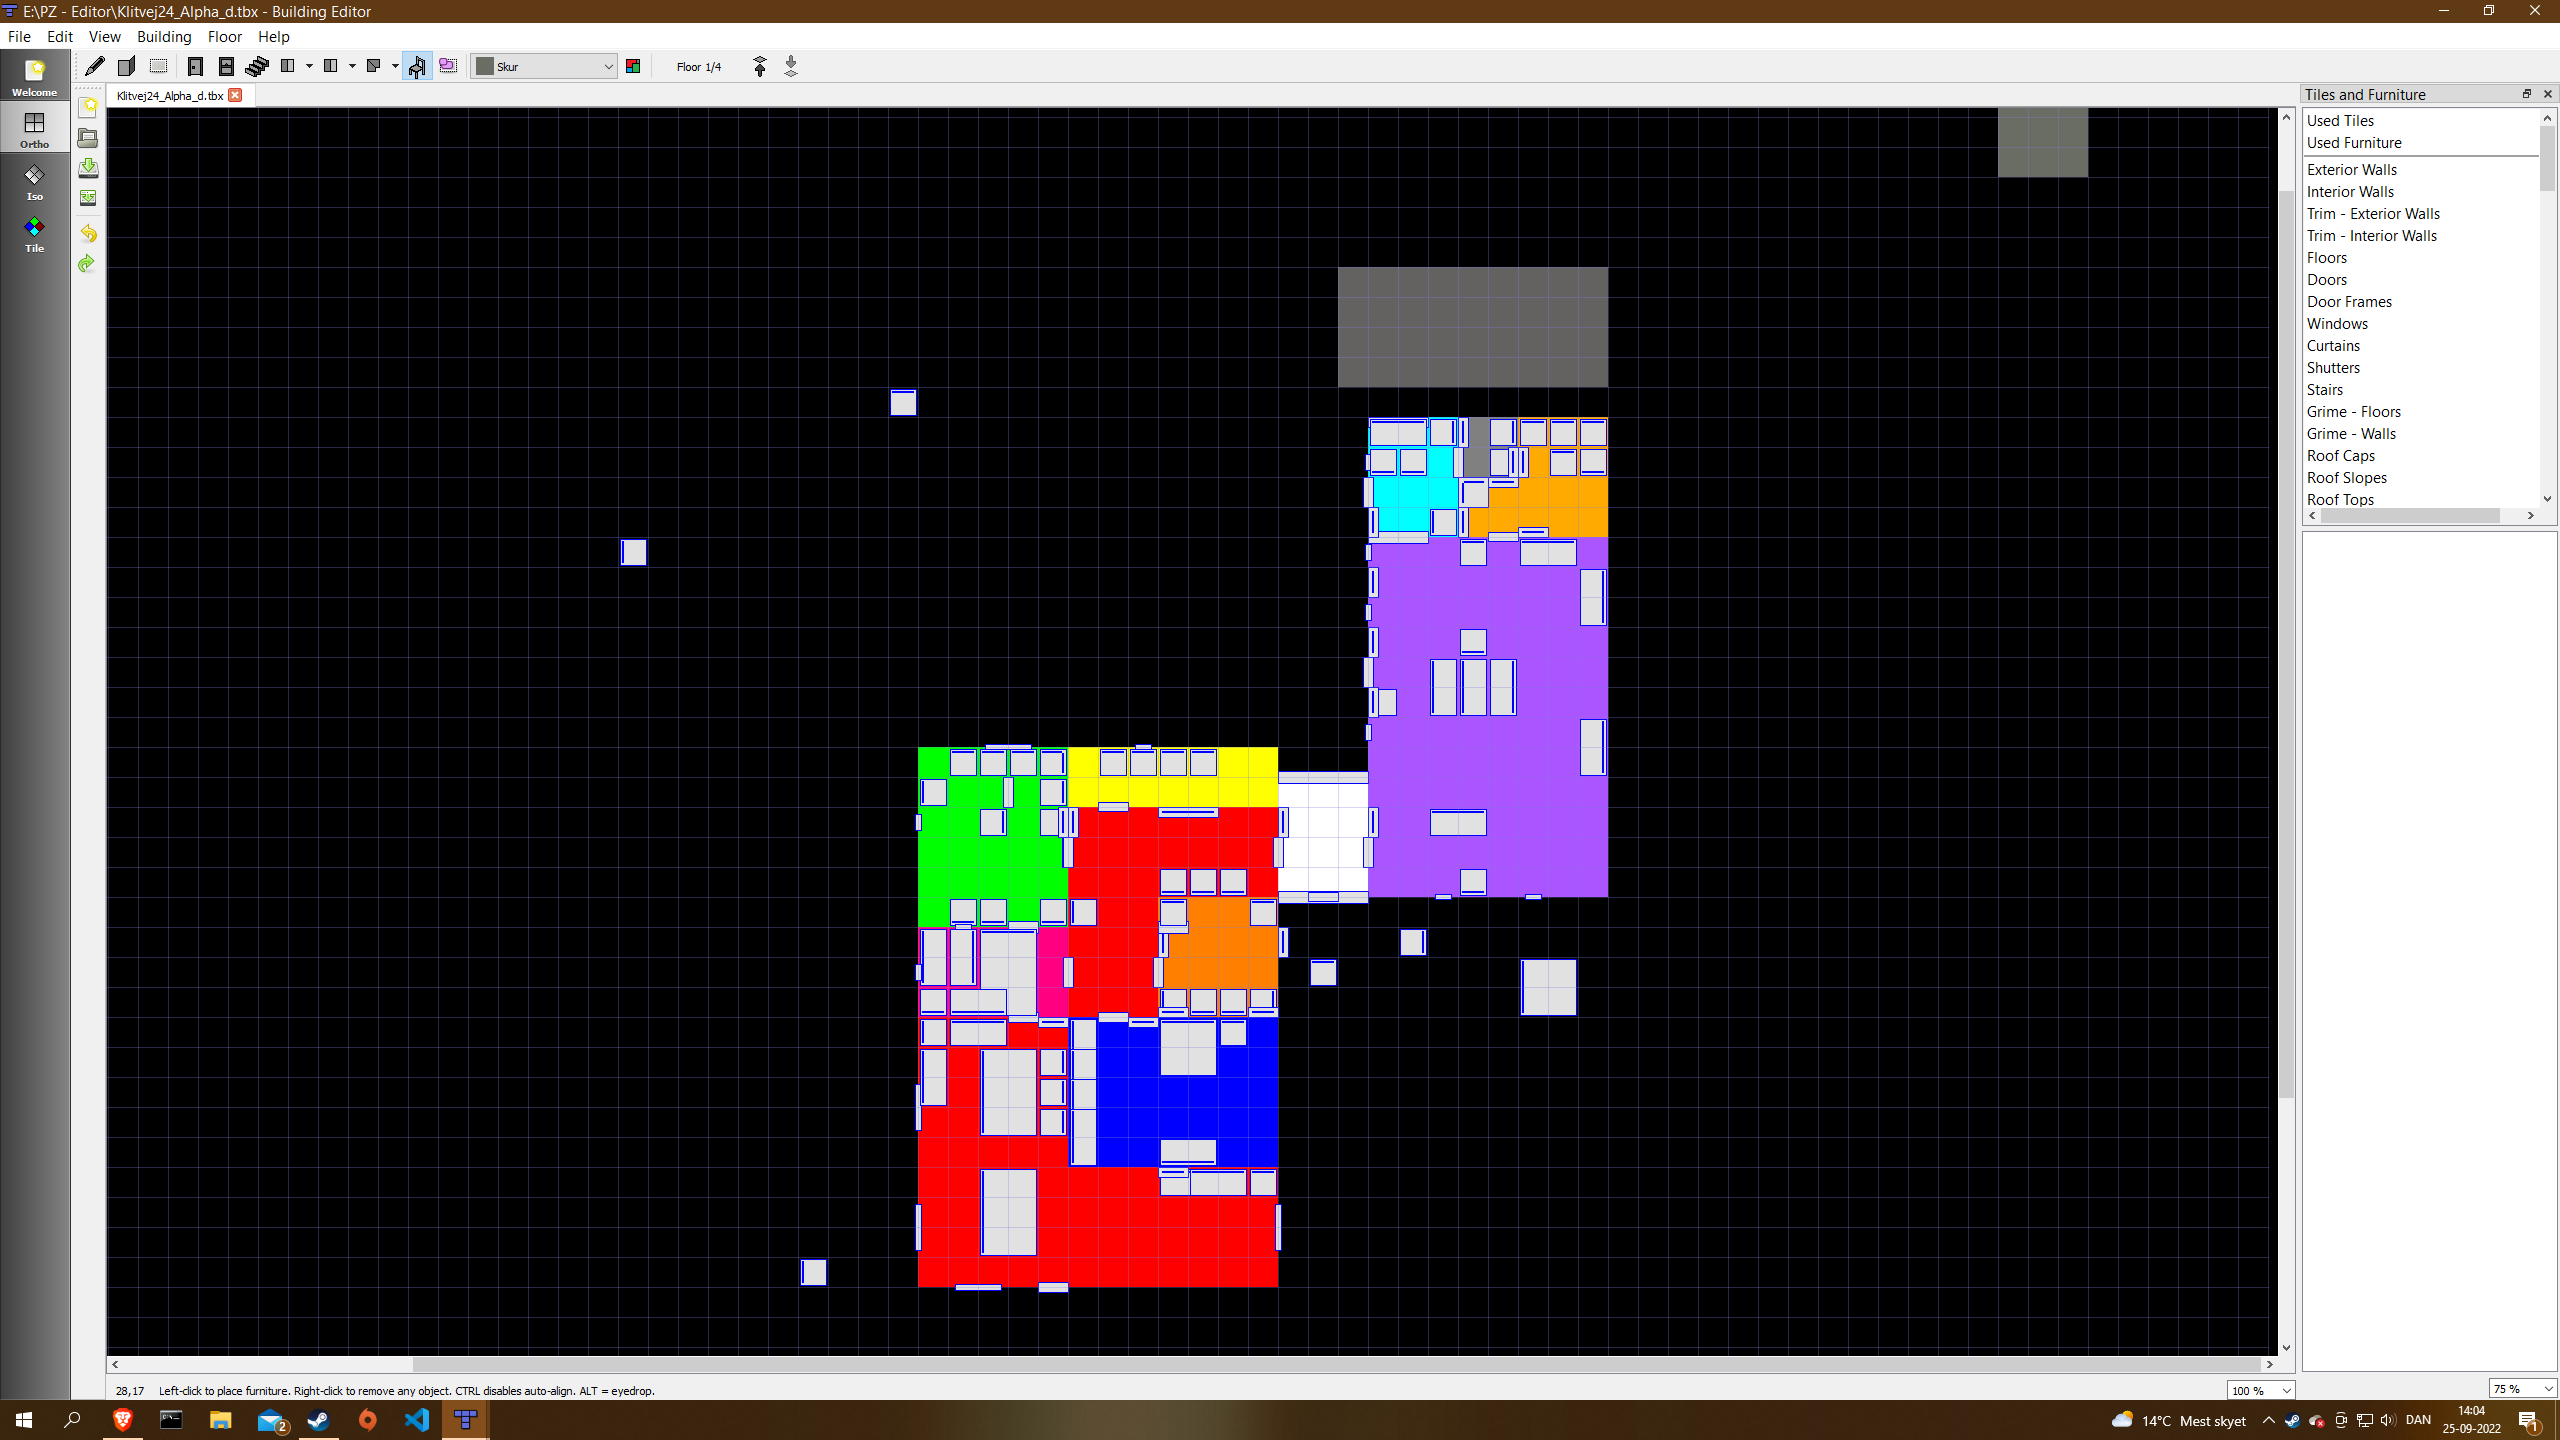 E:\PZ - Editor\Klitvej24_Alpha_d.tbx - Building Editor
File Edit View Building Floor Help
Skur
Floor 1/4
Welcome
Ortho
Iso
Tile
Klitvej24_Alpha_d.tbx
Tiles and Furniture
Used Tiles
Used Furniture
Exterior Walls
Interior Walls
Trim - Exterior Walls
Trim - Interior Walls
Floors
Doors
Door Frames
Windows
Curtains
Shutters
Stairs
Grime - Floors
Grime - Walls
Roof Caps
Roof Slopes
Roof Tops
28,17 Left-click to place furniture. Right-click to remove any object. CTRL disables auto-align. ALT = eyedrop.
100 %
75 %
2
14°C Mest skyet
DAN
14:04
25-09-2022
1